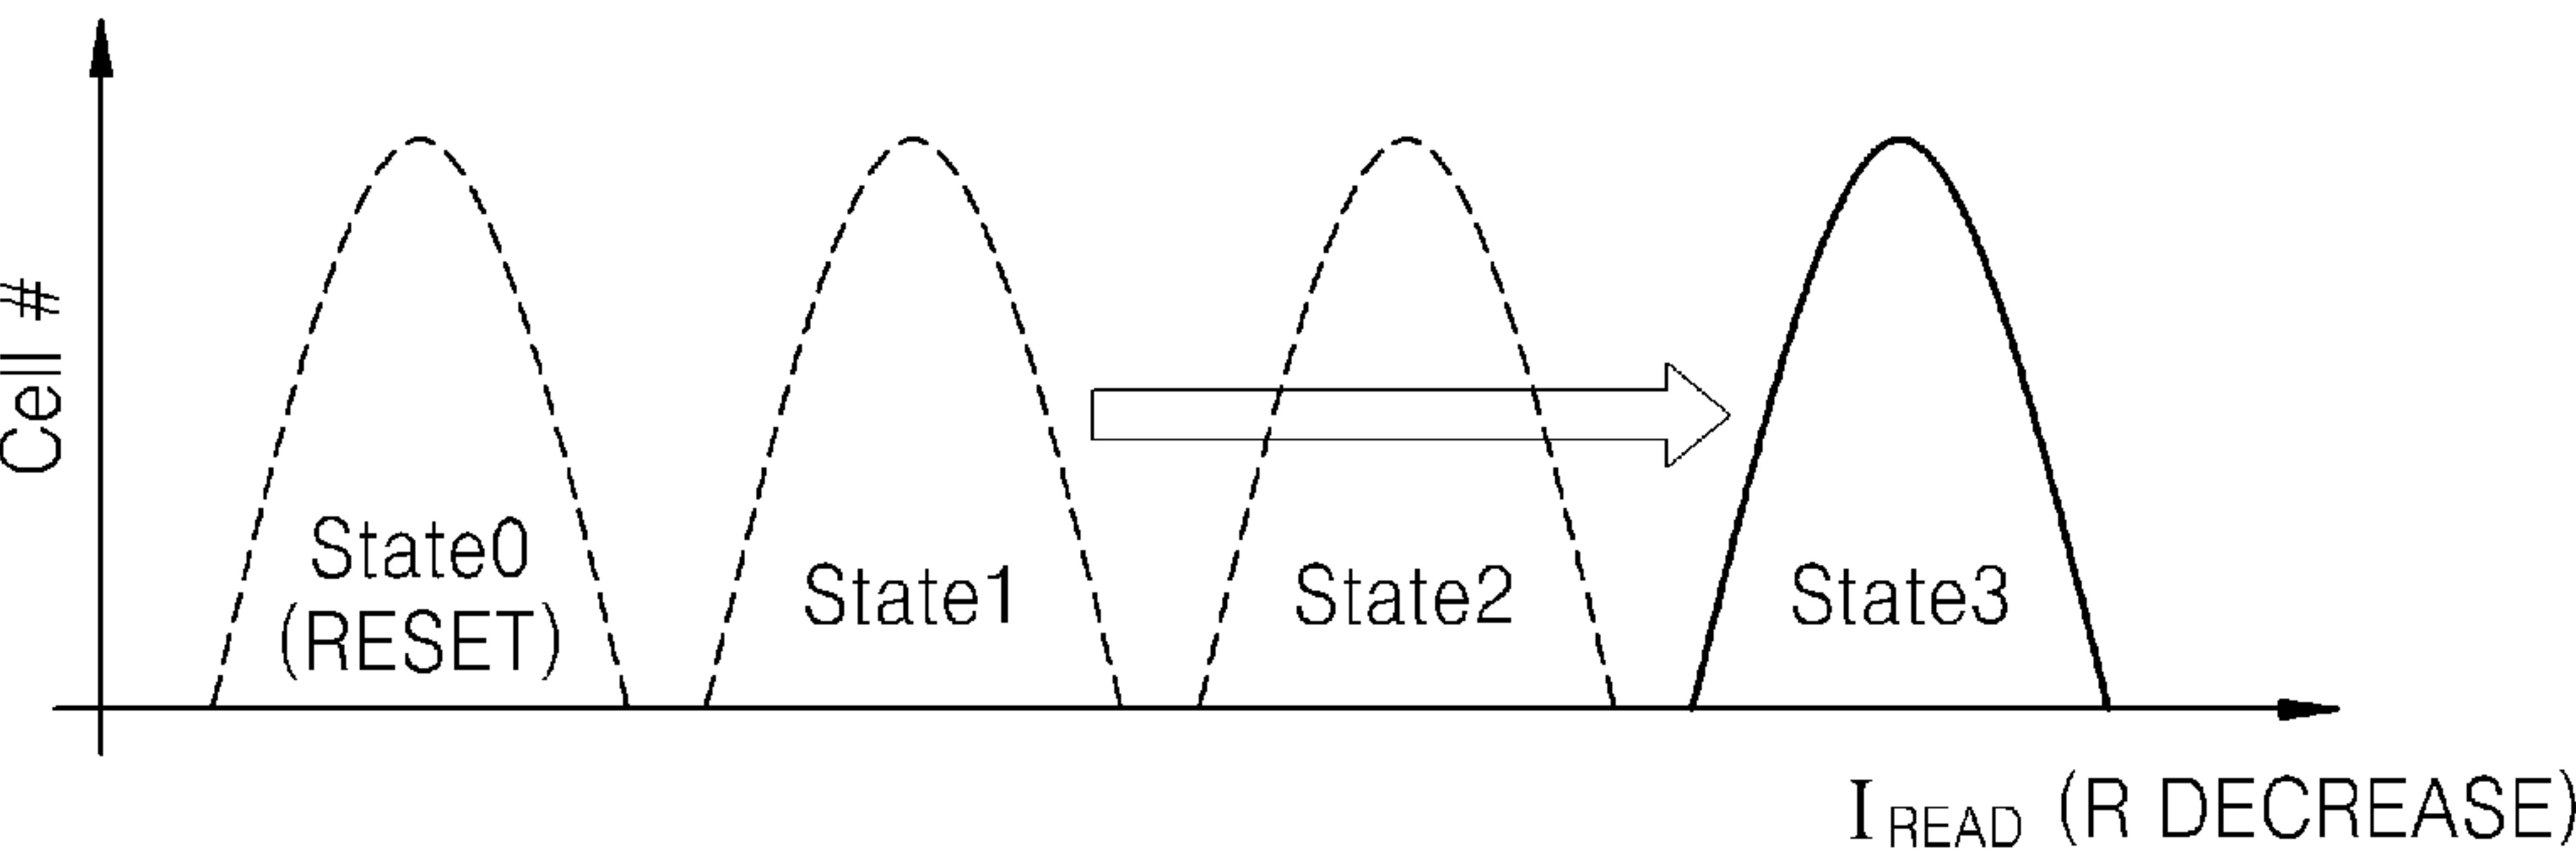 Cell #
State0
(RESET)
State1
State2
State3
I READ (R DECREASE)